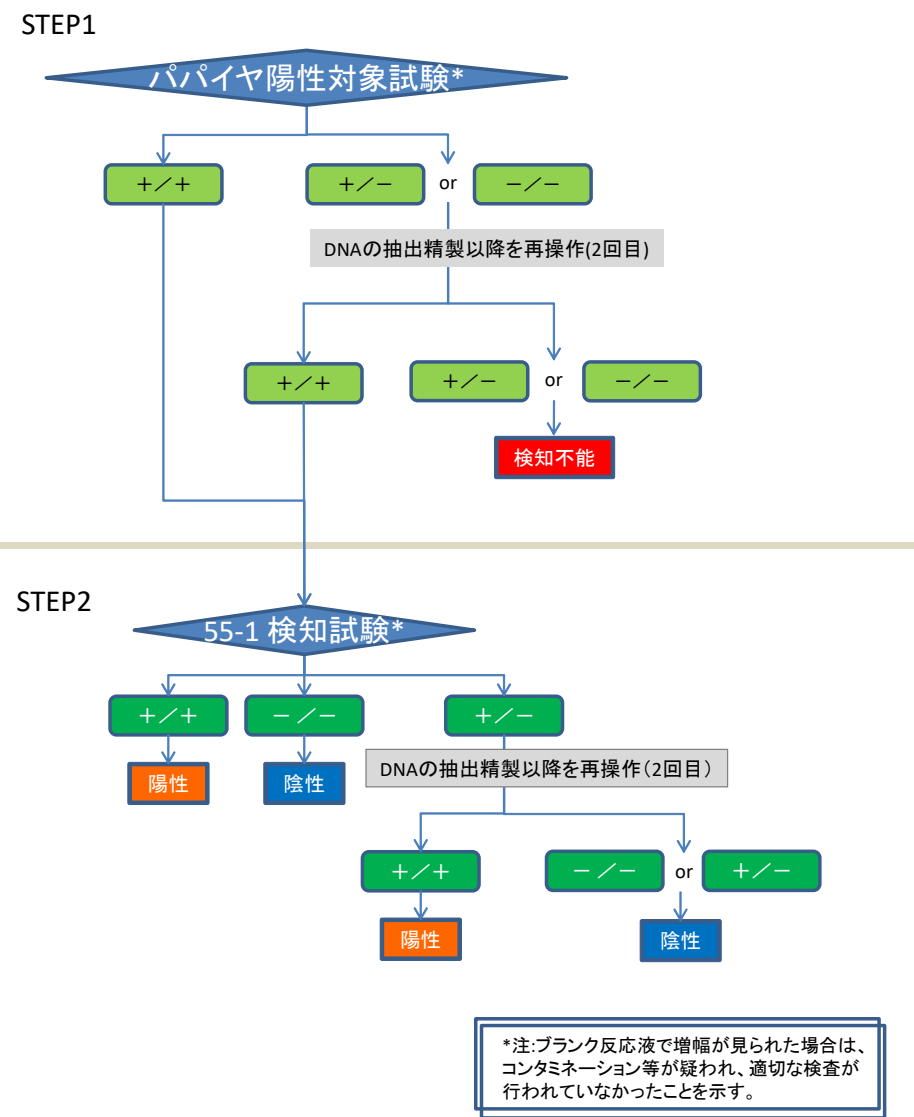 STEP1
パパイヤ陽性対象試験*
＋／＋
＋／－
or
－／－
DNAの抽出精製以降を再操作(2回目)
＋／＋
＋／－
or
－／－
検知不能
STEP2
55-1 検知試験*
＋／＋
－／－
＋／－
陽性
陰性
DNAの抽出精製以降を再操作（2回目）
＋／＋
－／－
or
＋／－
陽性
陰性
*注:ブランク反応液で増幅が見られた場合は、
コンタミネーション等が疑われ、適切な検査が
行われていなかったことを示す。